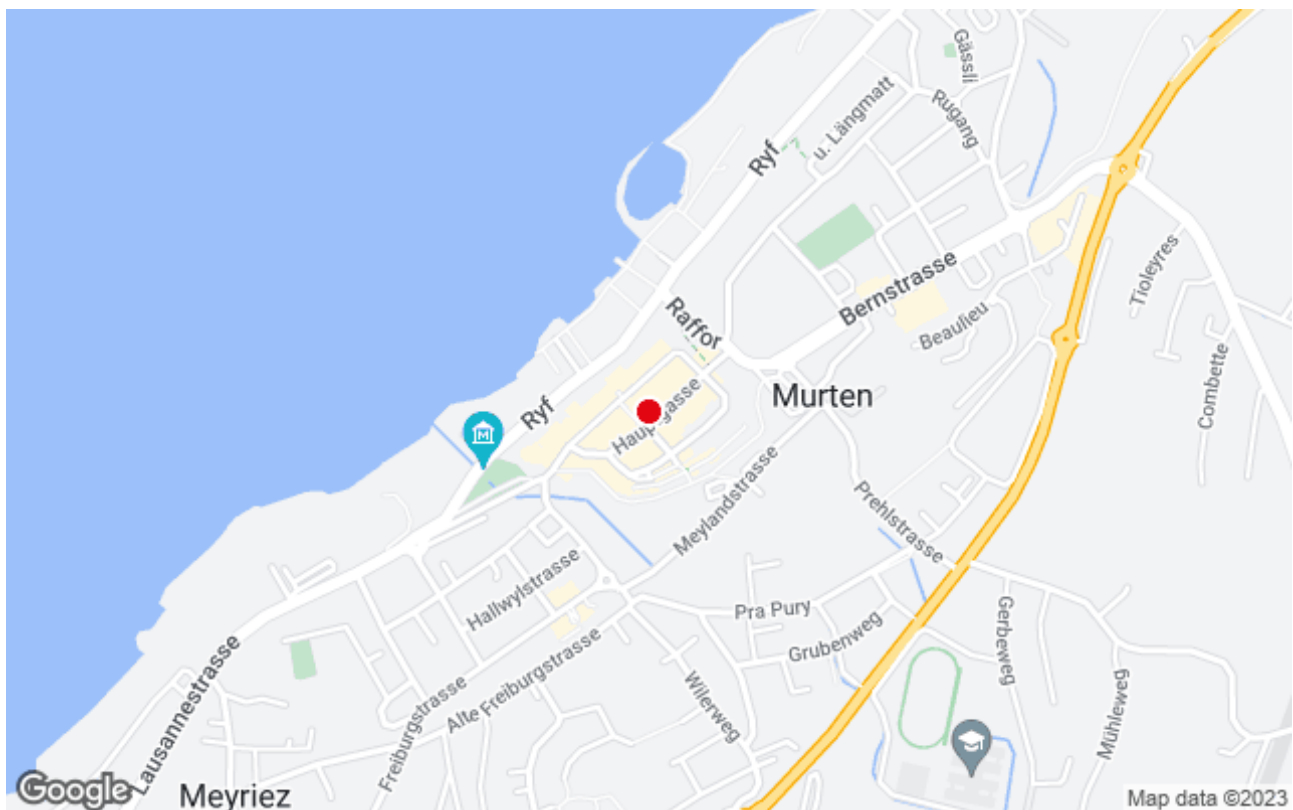 Gässli
Rugang
u. Längmatt
Ryf
Bernstrasse
Tioleyres
Raffor
Beaulieu
Combette
Murten
Hauptgasse
Ryf
M
Meylandstrasse
Prehlstrasse
Hallwylstrasse
Pra Pury
Gerbeweg
Grubenweg
Lausannestrasse
Alte Freiburgstrasse
Freiburgstrasse
Wilerweg
Mühleweg
Google
Meyriez
Map data ©2023